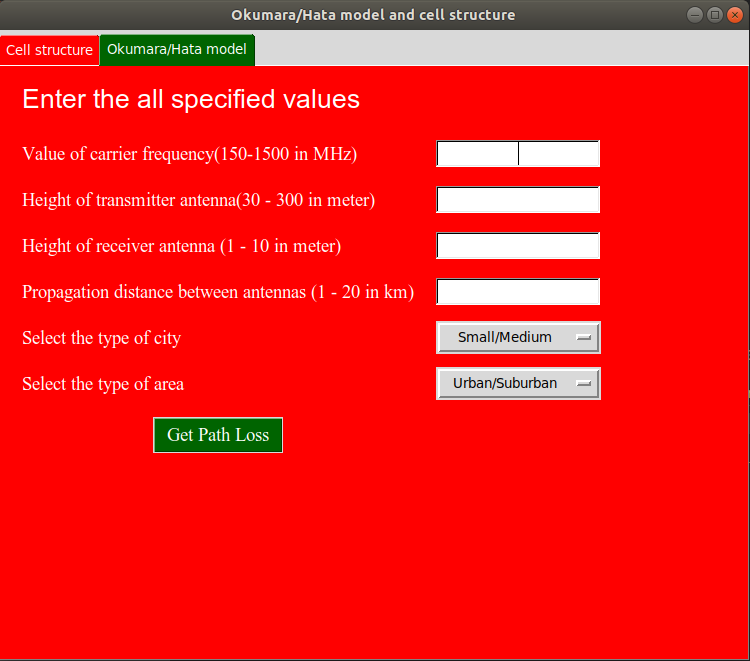 Okumara/Hata model and cell structure
Cell structure Okumara/Hata model
Enter the all specified values
Value of carrier frequency(150-1500 in MHz)
Height of transmitter antenna(30 - 300 in meter)
Height of receiver antenna (1 - 10 in meter)
Propagation distance between antennas (1 - 20 in km)
Select the type of city Small/Medium
Select the type of area Urban/Suburban
Get Path Loss